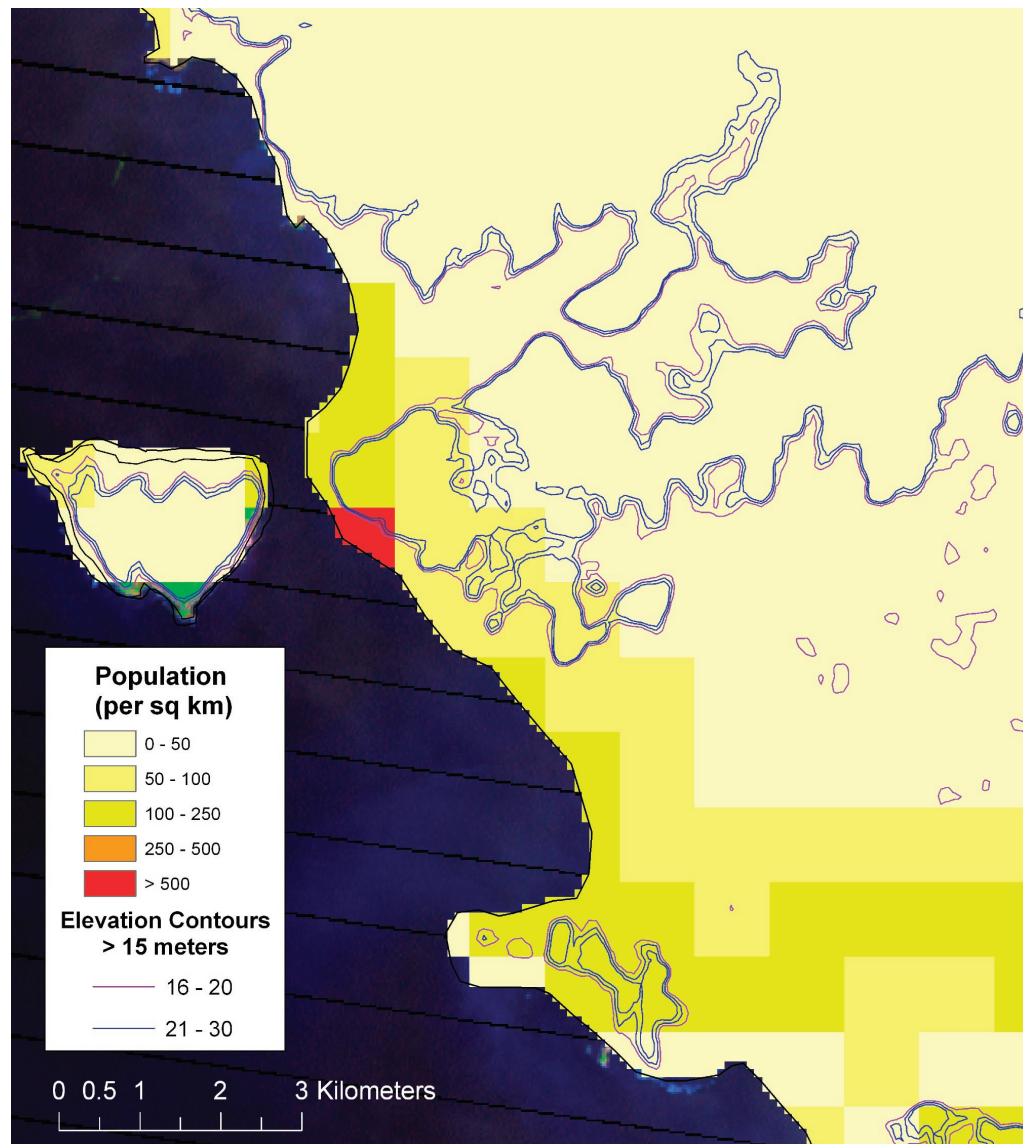 Population
(per sq km)
0 - 50
50 - 100
100 - 250
250 - 500
> 500
Elevation Contours
> 15 meters
16 - 20
21 - 30
0 0.5 1 2 3 Kilometers